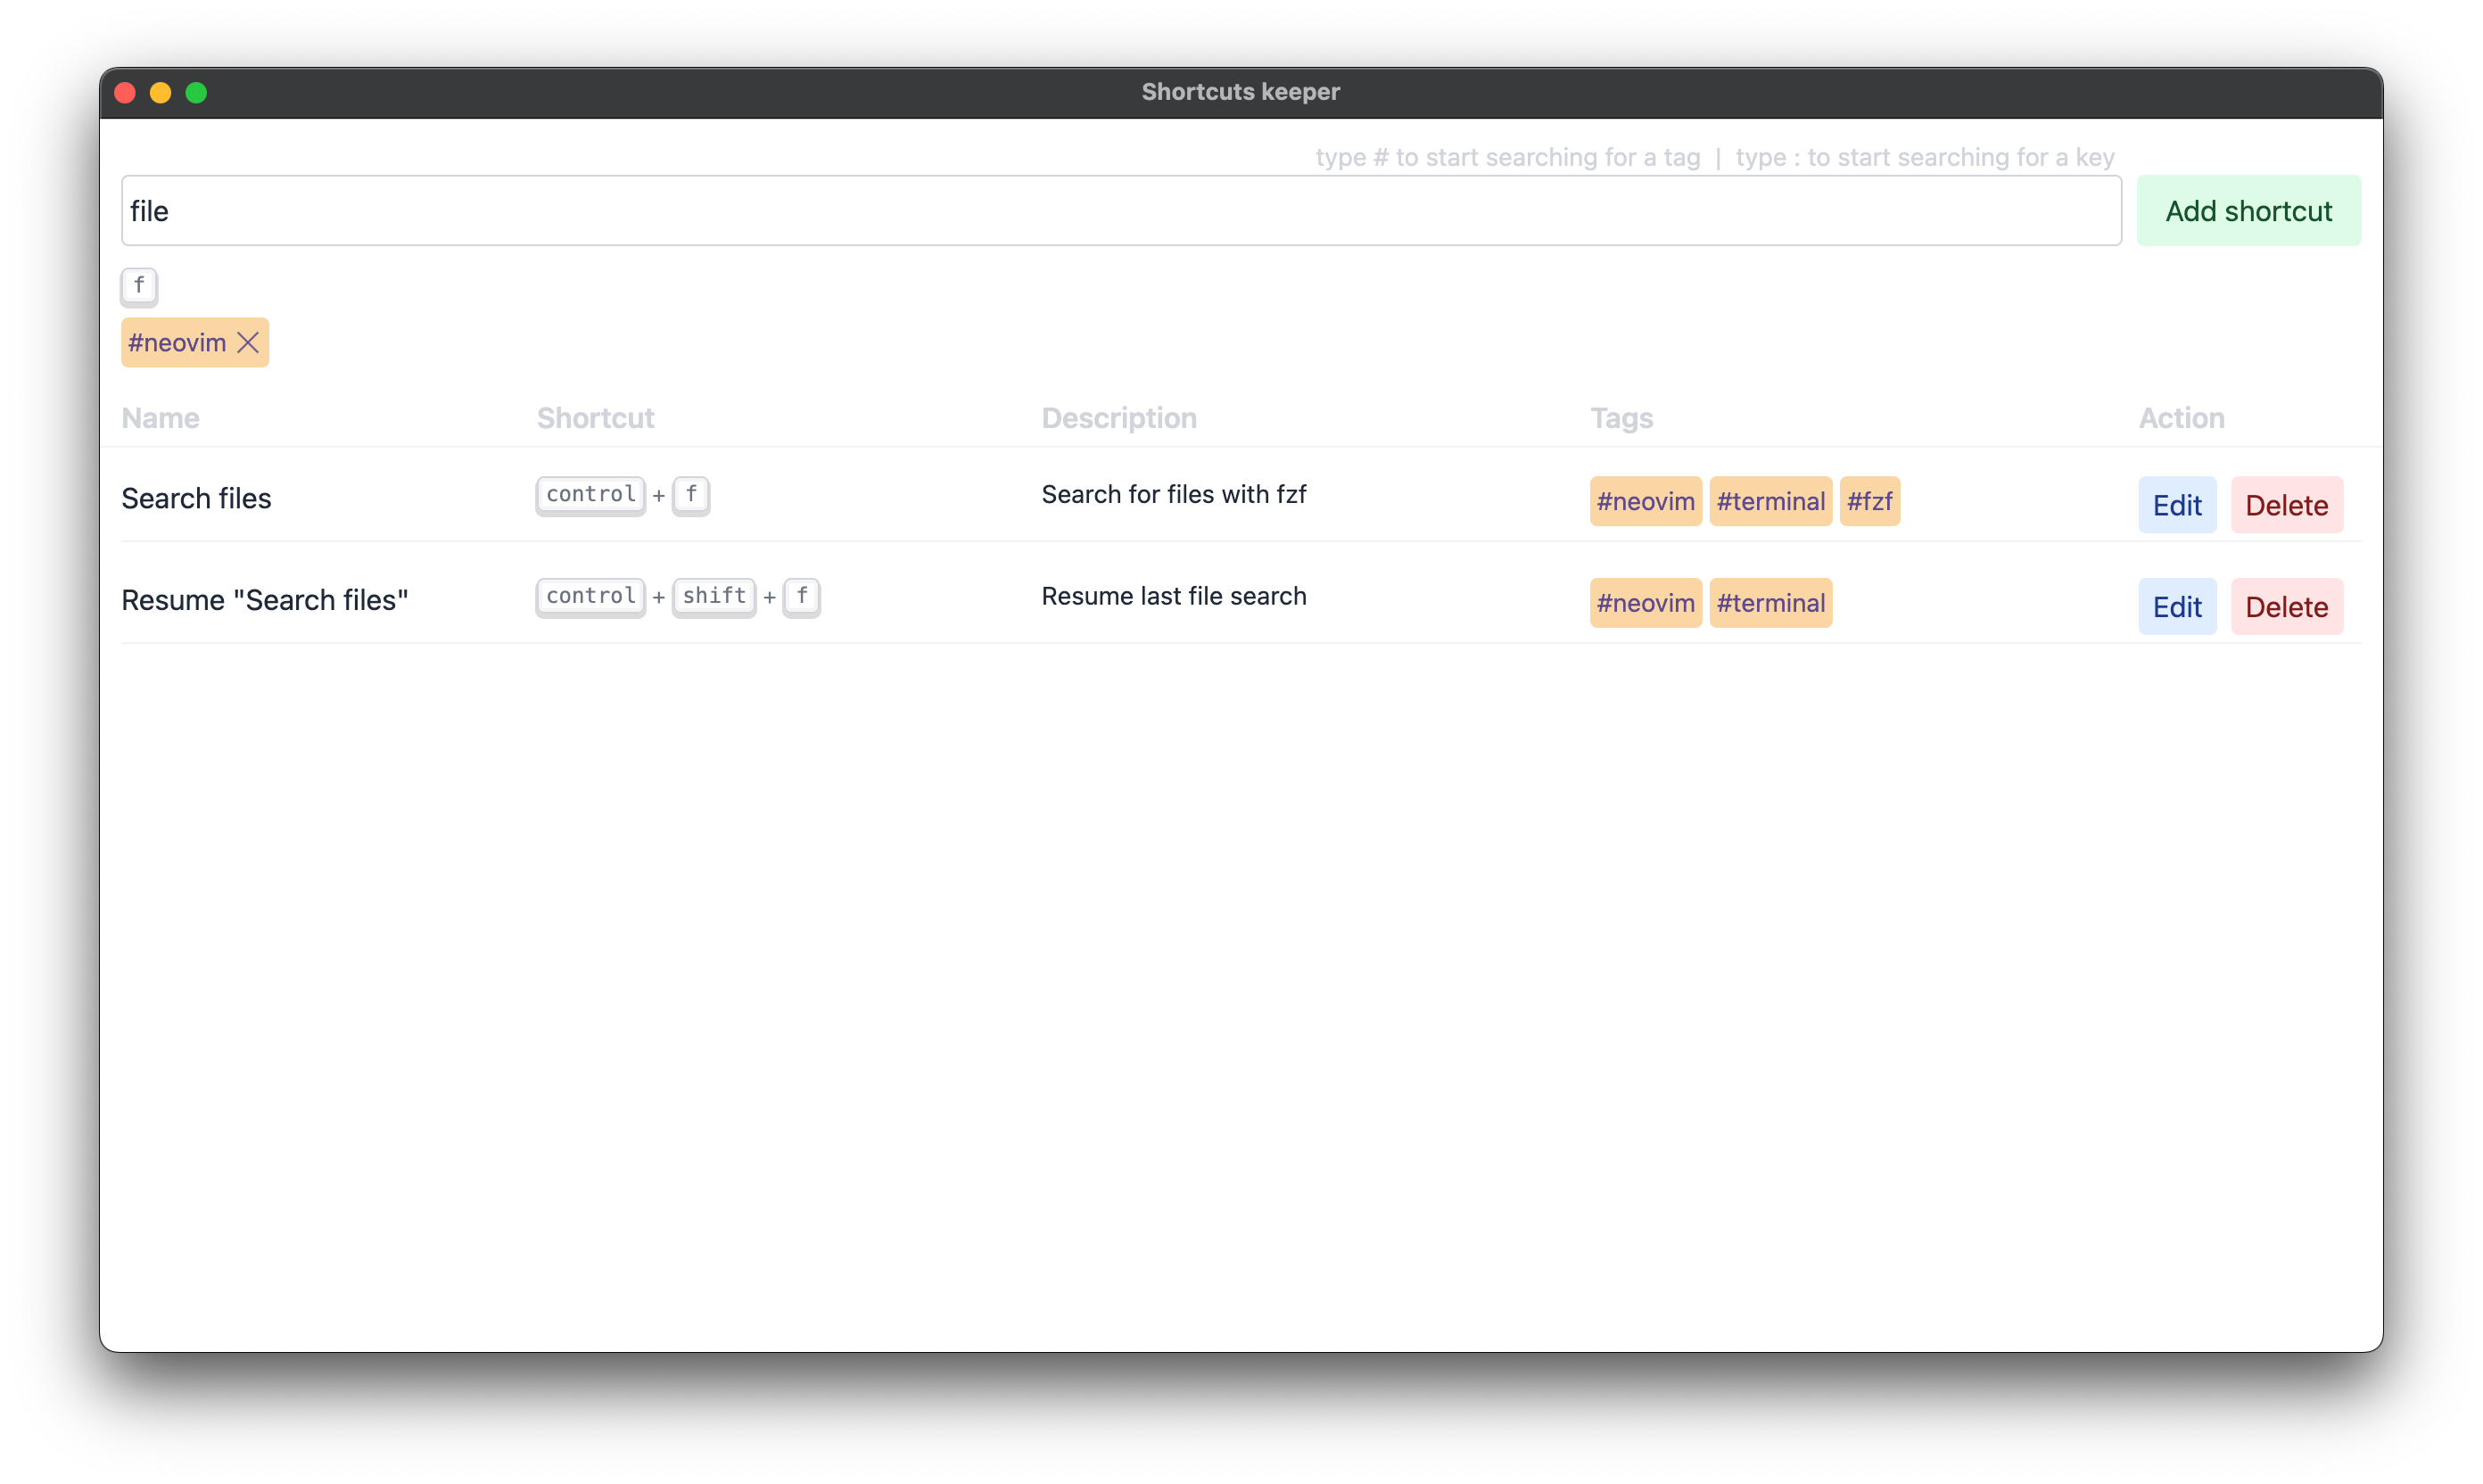 Shortcuts keeper
type # to start searching for a tag | type : to start searching for a key
file Add shortcut
f
#neovim
Name Shortcut Description Tags Action
Search files control + f Search for files with fzf #neovim #terminal #fzf Edit Delete
Resume "Search files" control + shift + f Resume last file search #neovim #terminal Edit Delete